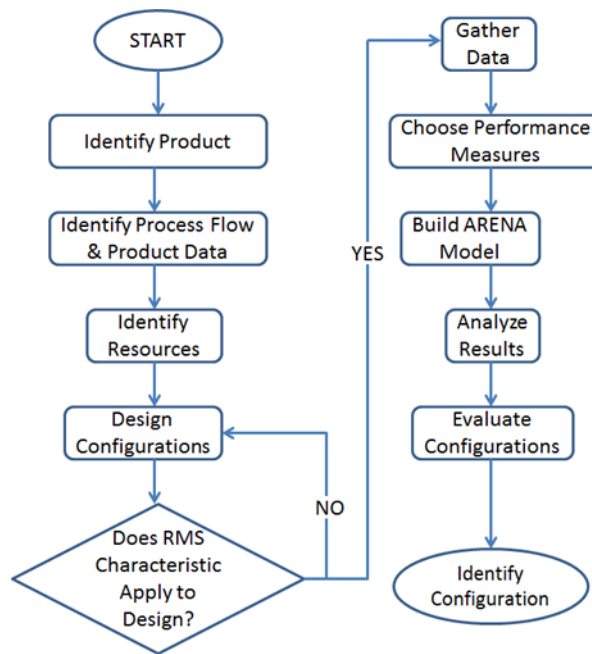 START
Identify Product
Identify Process Flow
& Product Data
Identify
Resources
Design
Configurations
Does RMS
Characteristic
Apply to
Design?
NO
YES
Gather
Data
Choose Performance
Measures
Build ARENA
Model
Analyze
Results
Evaluate
Configurations
Identify
Configuration